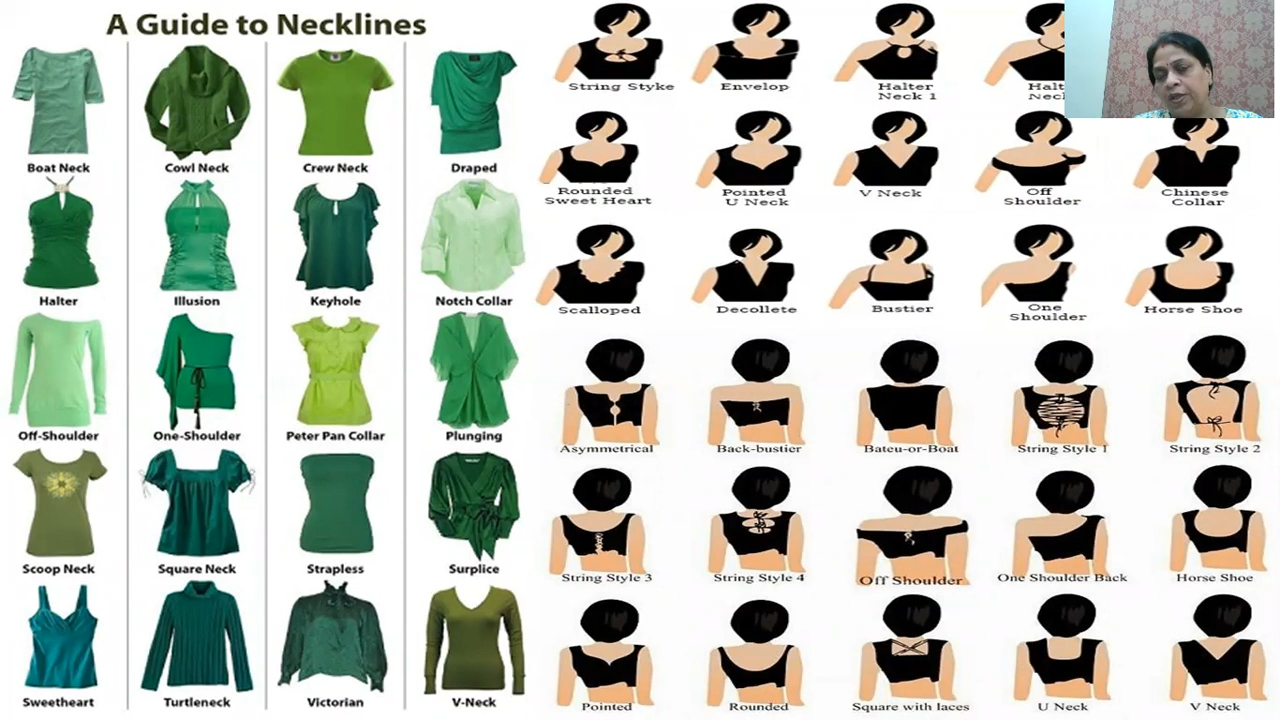 A Guide to Necklines
Boat Neck
Cowl Neck
Crew Neck
Draped
Halter
Illusion
Keyhole
Notch Collar
Off-Shoulder
One-Shoulder
Peter Pan Collar
Plunging
Scoop Neck
Square Neck
Strapless
Surplice
Sweetheart
Turtleneck
Victorian
V-Neck
String Styke
Envelop
Halter
Neck 1
Rounded
Sweet Heart
Pointed
U Neck
V Neck
Off
Shoulder
Chinese
Collar
Scalloped
Decollete
Bustier
One
Shoulder
Horse Shoe
Asymmetrical
Back-bustier
Bateu-or-Boat
String Style 1
String Style 2
String Style 3
String Style 4
Off Shoulder
One Shoulder Back
Horse Shoe
Pointed
Rounded
Square with laces
U Neck
V Neck